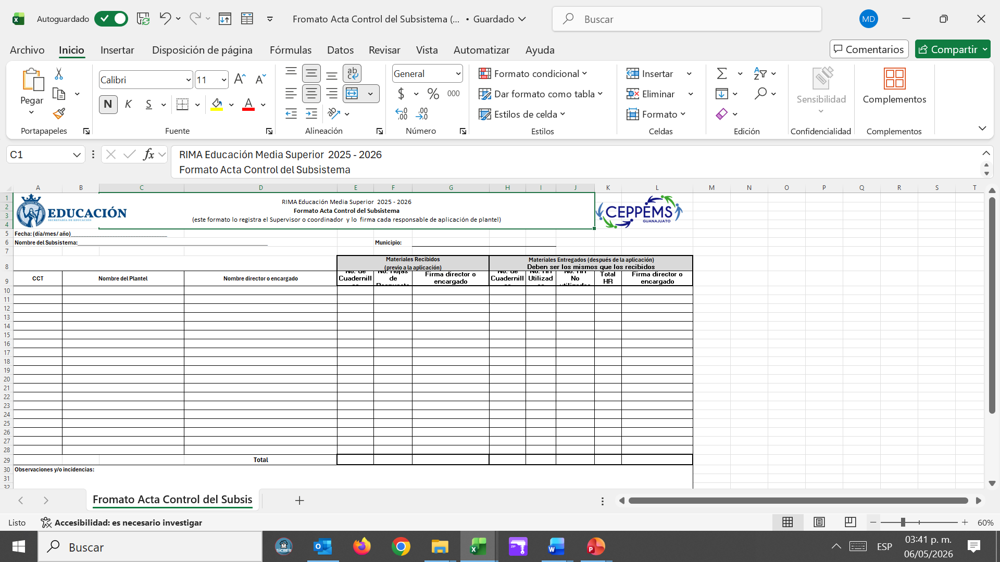 Autoguardado
Fromato Acta Control del Subsistema (... • Guardado
Buscar
MD
Archivo Inicio Insertar Disposición de página Fórmulas Datos Revisar Vista Automatizar Ayuda
Comentarios
Compartir
Pegar
Portapapeles
Calibri 11
N K S
Fuente
Alineación
General
$ % 000
Número
Formato condicional
Dar formato como tabla
Estilos de celda
Estilos
Insertar
Eliminar
Formato
Celdas
Edición
Sensibilidad
Confidencialidad
Complementos
Complementos
C1
fx
RIMA Educación Media Superior  2025 - 2026
Formato Acta Control del Subsistema
A B C D E F G H I J K L M N O P Q R S T
EDUCACIÓN
SECRETARÍA DE EDUCACIÓN
RIMA Educación Media Superior  2025 - 2026
Formato Acta Control del Subsistema
(este formato lo registra el Supervisor o coordinador  y lo  firma cada responsable de aplicación de plantel)
CEPPEMS
GUANAJUATO
Fecha: (día/mes/ año)
Nombre del Subsistema:
Municipio:
Materiales Recibidos
(previo a la aplicación)
Materiales Entregados (después de la aplicación)
Deben ser los mismos que los recibidos
CCT
Nombre del Plantel
Nombre director o encargado
No. de Cuadernill
No. Hojas de
Firma director o encargado
No. de Cuadernill
No. HR Utilizad
No. HR No utilizadas
Total HR
Firma director o encargado
1
2
3
4
5
6
7
8
9
10
11
12
13
14
15
16
17
18
19
20
21
22
23
24
25
26
27
28
29
30
31
32
Total
Observaciones y/o incidencias:
Fromato Acta Control del Subsis
Listo
Accesibilidad: es necesario investigar
60%
Buscar
SICRER
ESP
03:41 p. m.
06/05/2026